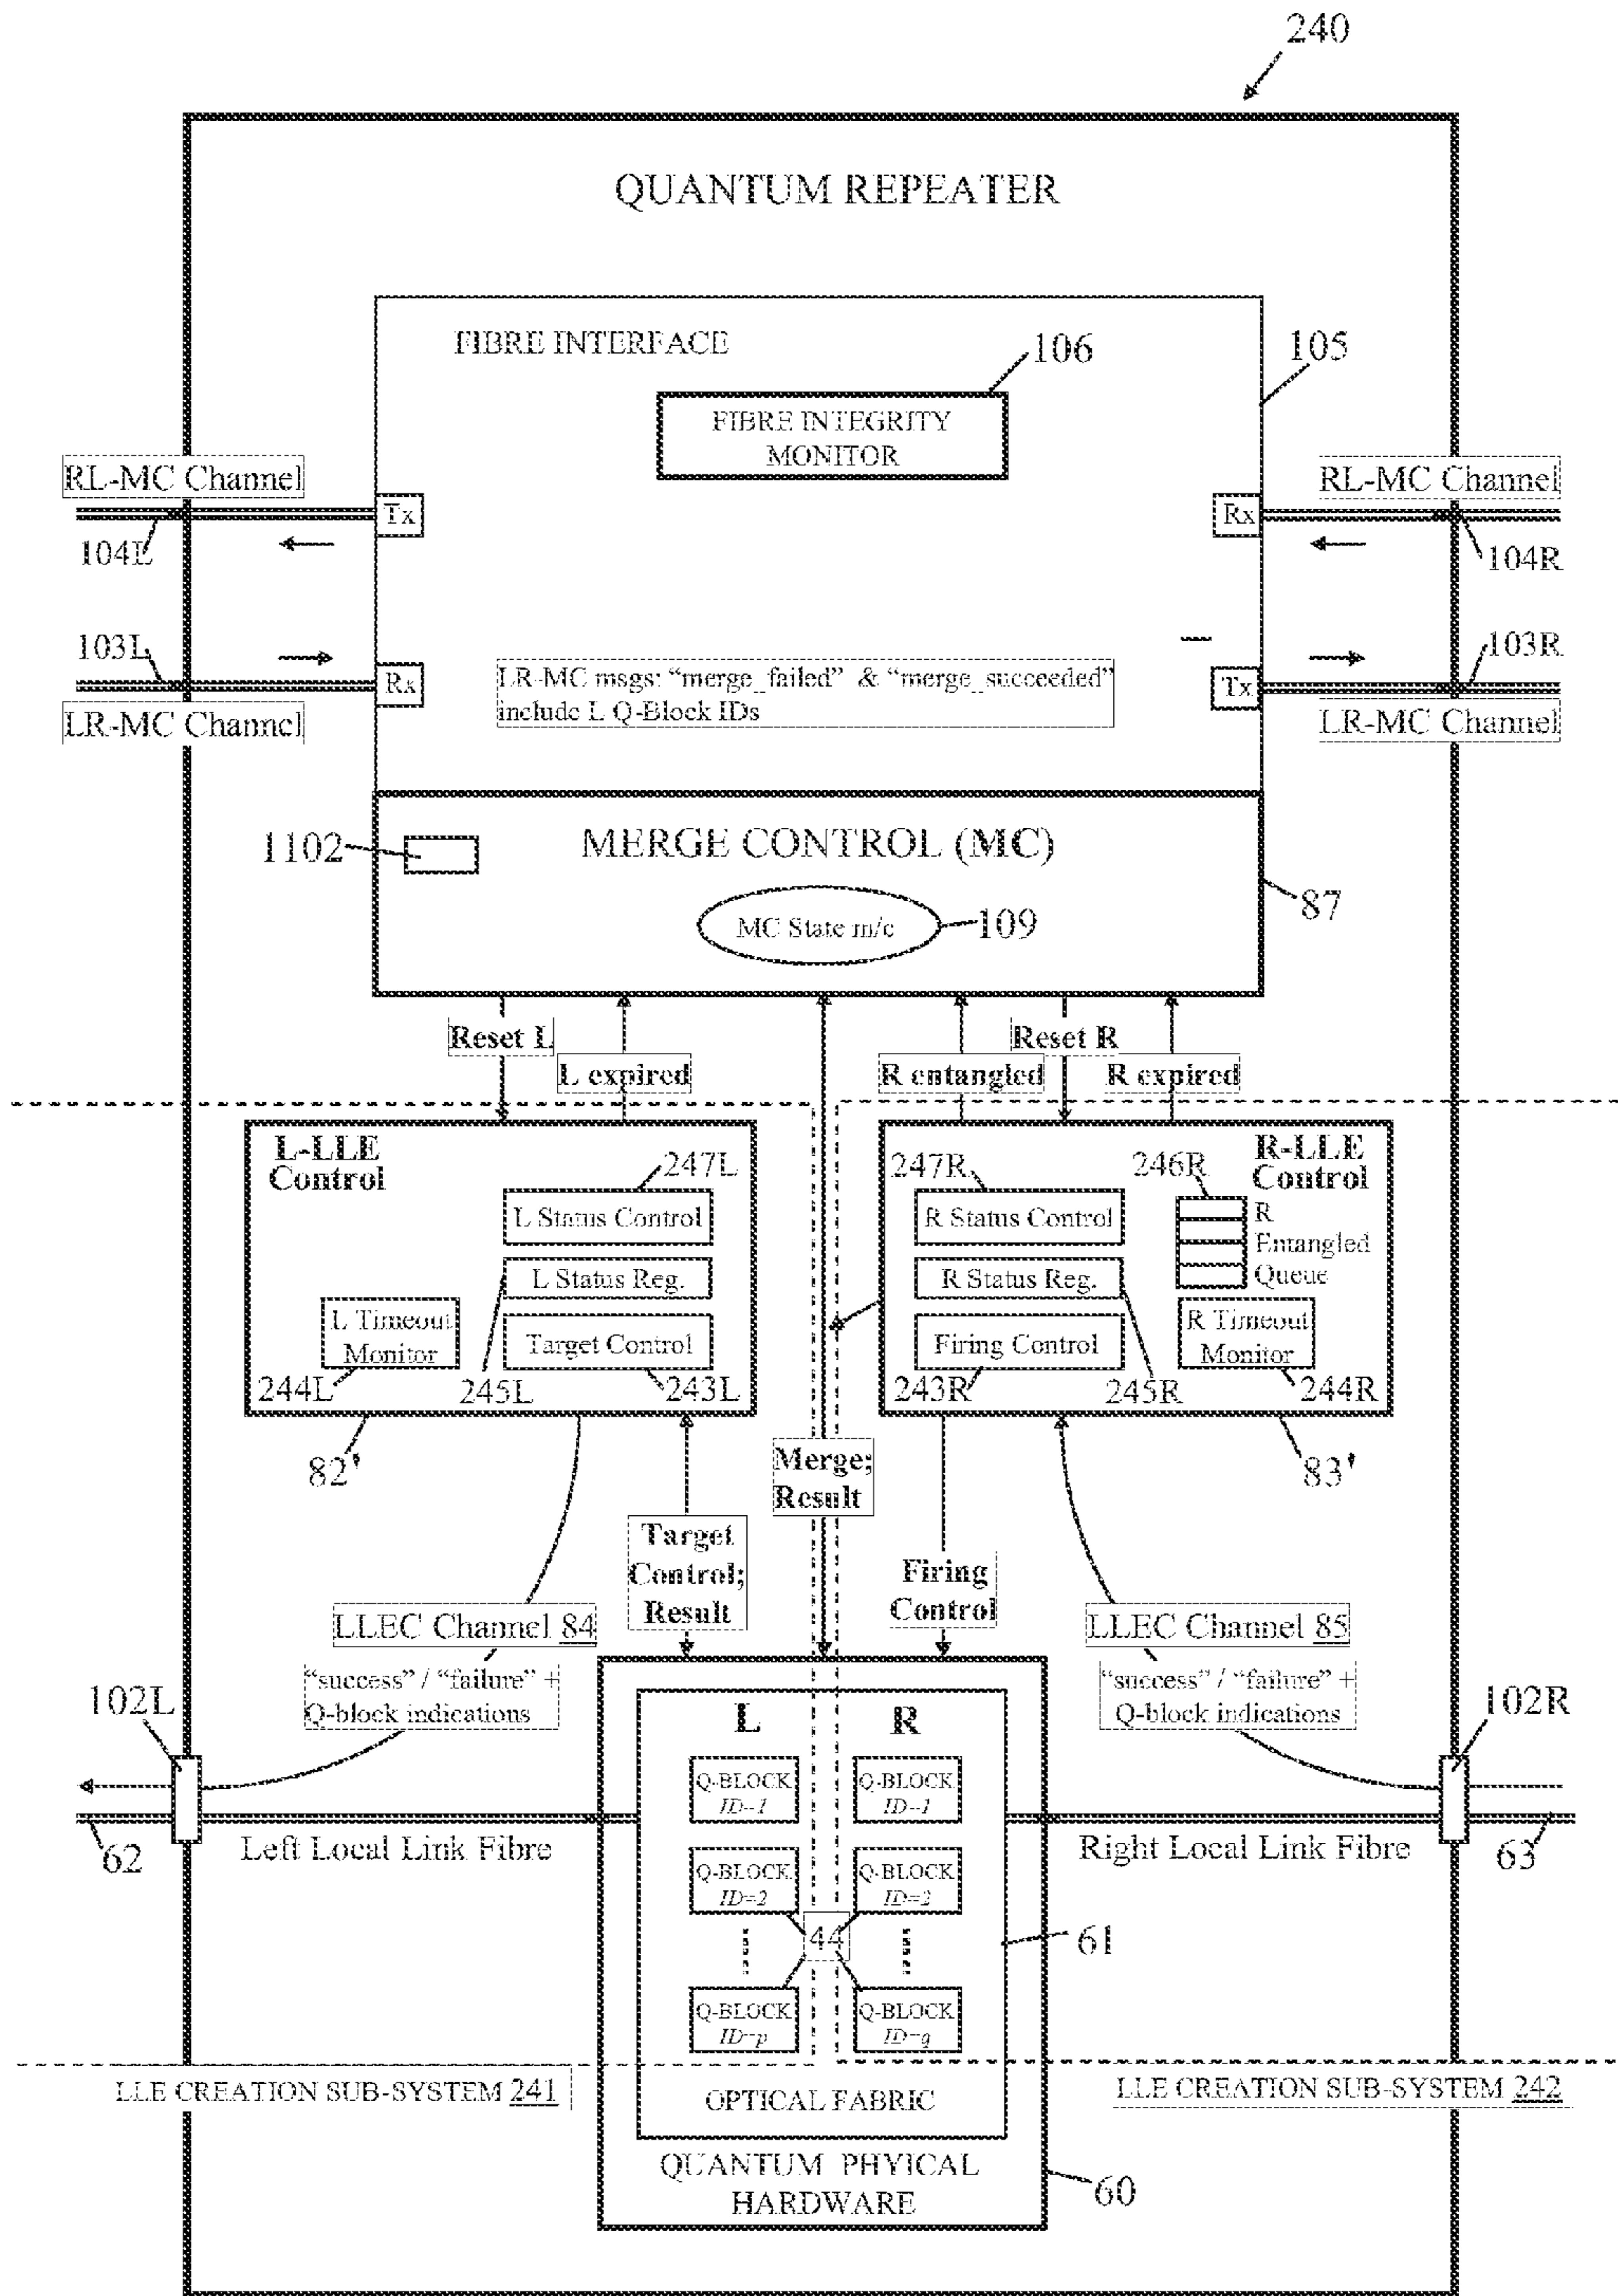 240
QUANTUM REPEATER
FIBRE INTERFACE
106
105
FIBRE INTEGRITY
MONITOR
RL-MC Channel
RL-MC Channel
Tx
Rx
104L
104R
103L
103R
Rx
LR-MC msgs: “merge_failed” & “merge_succeeded”
include L Q-Block IDs
Tx
LR-MC Channel
LR-MC Channel
1102
MERGE CONTROL (MC)
87
MC State m/c
109
Reset L
L expired
R entangled
Reset R
R expired
L-LLE
Control
247L
L Status Control
L Status Reg.
L Timeout
Monitor
Target Control
244L
245L
243L
82'
R-LLE
Control
247R
246R
R Status Control
R
Entangled
Queue
R Status Reg.
Firing Control
R Timeout
Monitor
243R
245R
244R
83'
Merge;
Result
Target
Control;
Result
Firing
Control
LLEC Channel 84
“success” / “failure” +
Q-block indications
LLEC Channel 85
“success” / “failure” +
Q-block indications
102L
102R
L
R
Q-BLOCK
ID=1
Q-BLOCK
ID=1
62
Left Local Link Fibre
Right Local Link Fibre
63
Q-BLOCK
ID=2
Q-BLOCK
ID=2
44
61
Q-BLOCK
ID=p
Q-BLOCK
ID=q
LLE CREATION SUB-SYSTEM 241
LLE CREATION SUB-SYSTEM 242
OPTICAL FABRIC
QUANTUM PHYICAL
HARDWARE
60